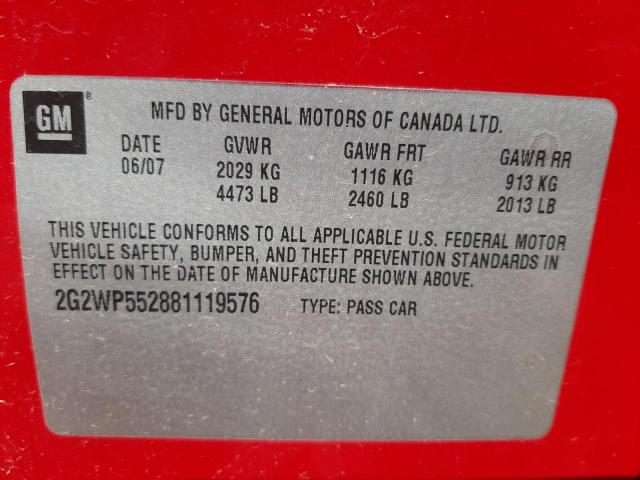 GM ®
MFD BY GENERAL MOTORS OF CANADA LTD.
DATE GVWR GAWR FRT GAWR RR
06/07 2029 KG 1116 KG 913 KG
4473 LB 2460 LB 2013 LB
THIS VEHICLE CONFORMS TO ALL APPLICABLE U.S. FEDERAL MOTOR
VEHICLE SAFETY, BUMPER, AND THEFT PREVENTION STANDARDS IN
EFFECT ON THE DATE OF MANUFACTURE SHOWN ABOVE.
2G2WP552881119576 TYPE: PASS CAR